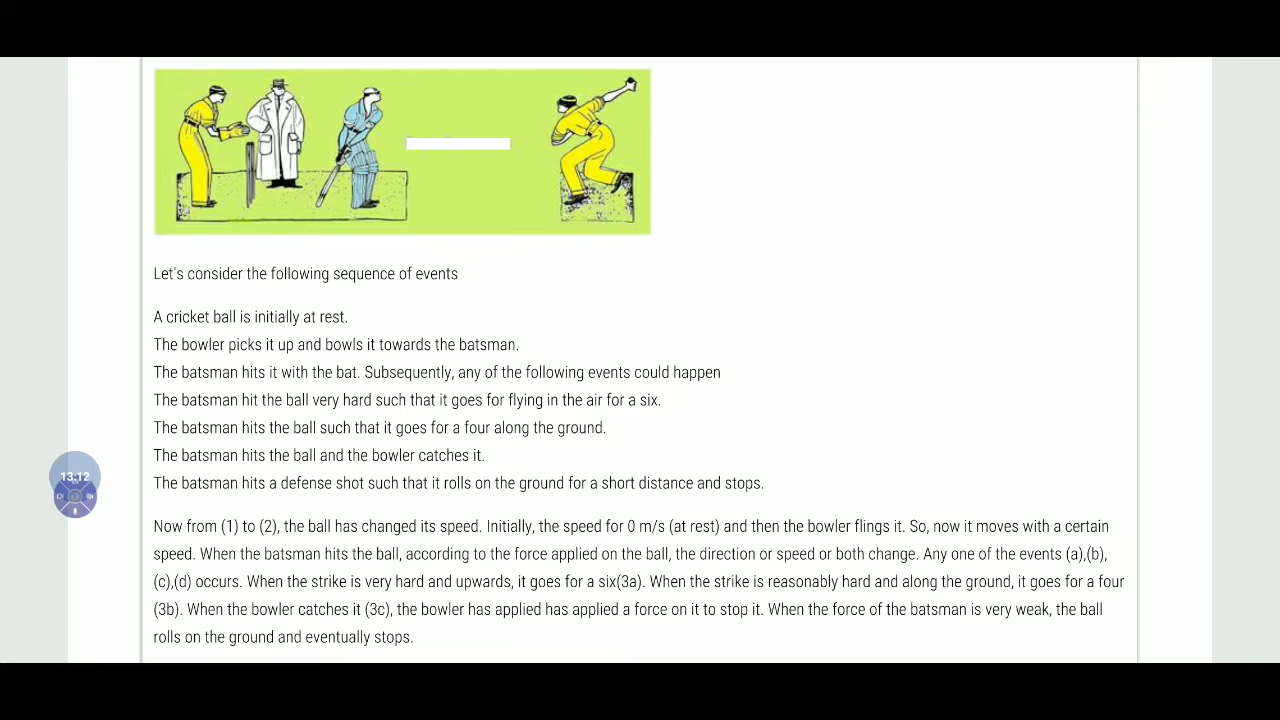 Let's consider the following sequence of events
A cricket ball is initially at rest.
The bowler picks it up and bowls it towards the batsman.
The batsman hits it with the bat. Subsequently, any of the following events could happen
The batsman hit the ball very hard such that it goes for flying in the air for a six.
The batsman hits the ball such that it goes for a four along the ground.
The batsman hits the ball and the bowler catches it.
13:12
The batsman hits a defense shot such that it rolls on the ground for a short distance and stops.
Now from (1) to (2), the ball has changed its speed. Initially, the speed for 0 m/s (at rest) and then the bowler flings it. So, now it moves with a certain
speed. When the batsman hits the ball, according to the force applied on the ball, the direction or speed or both change. Any one of the events (a),(b),
(c),(d) occurs. When the strike is very hard and upwards, it goes for a six(3a). When the strike is reasonably hard and along the ground, it goes for a four
(3b). When the bowler catches it (3c), the bowler has applied has applied a force on it to stop it. When the force of the batsman is very weak, the ball
rolls on the ground and eventually stops.